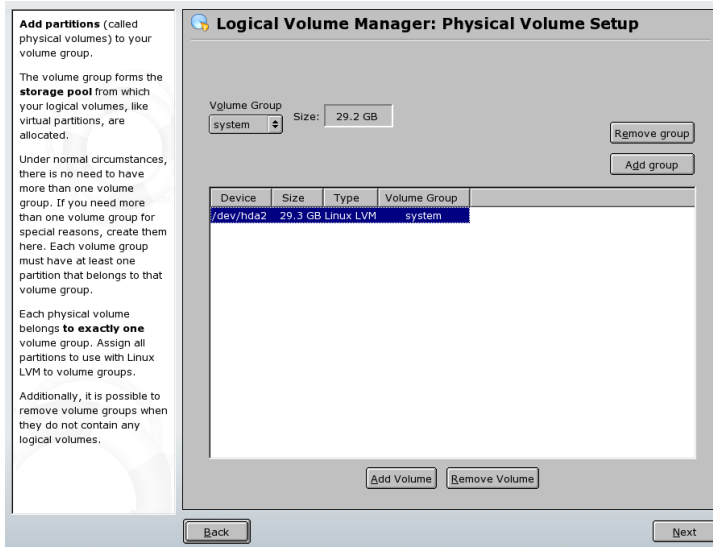 Add partitions (called
physical volumes) to your
volume group.
The volume group forms the
storage pool from which
your logical volumes, like
virtual partitions, are
allocated.
Under normal circumstances,
there is no need to have
more than one volume
group. If you need more
than one volume group for
special reasons, create them
here. Each volume group
must have at least one
partition that belongs to that
volume group.
Each physical volume
belongs to exactly one
volume group. Assign all
partitions to use with Linux
LVM to volume groups.
Additionally, it is possible to
remove volume groups when
they do not contain any
logical volumes.
Logical Volume Manager: Physical Volume Setup
Volume Group
system
Size: 29.2 GB
Remove group
Add group
Device Size Type Volume Group
/dev/hda2 29.3 GB Linux LVM system
Add Volume Remove Volume
Back Next